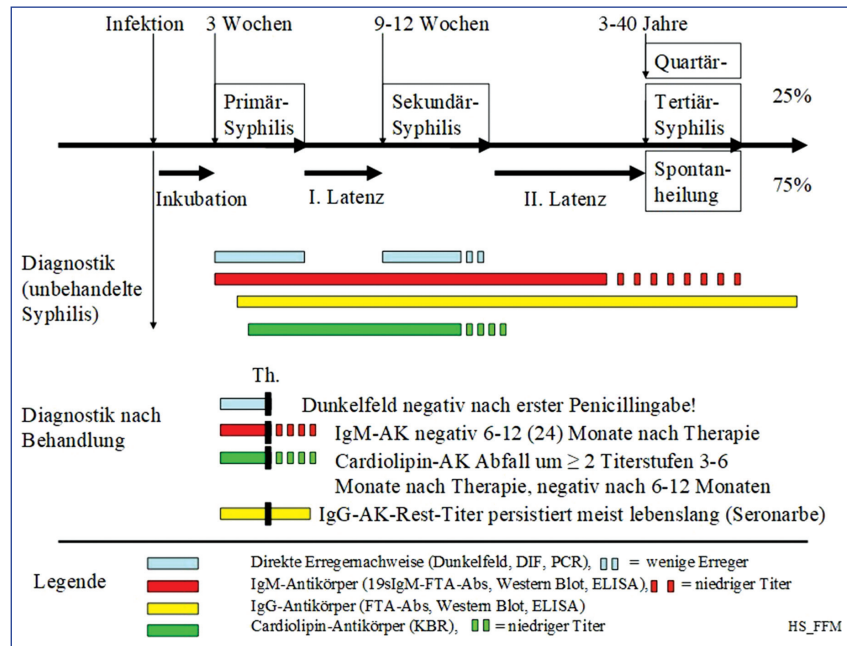 Infektion 3 Wochen 9-12 Wochen 3-40 Jahre
Quartär-
Primär-
Syphilis
Sekundär-
Syphilis
Tertiär-
Syphilis
25%
Inkubation
I. Latenz
II. Latenz
Spontan-
heilung
75%
Diagnostik
(unbehandelte
Syphilis)
Th.
Diagnostik nach
Behandlung
Dunkelfeld negativ nach erster Penicillingabe!
IgM-AK negativ 6-12 (24) Monate nach Therapie
Cardiolipin-AK Abfall um ≥ 2 Titerstufen 3-6
Monate nach Therapie, negativ nach 6-12 Monaten
IgG-AK-Rest-Titer persistiert meist lebenslang (Seronarbe)
Legende
Direkte Erregernachweise (Dunkelfeld, DIF, PCR), = wenige Erreger
IgM-Antikörper (19sIgM-FTA-Abs, Western Blot, ELISA), = niedriger Titer
IgG-Antikörper (FTA-Abs, Western Blot, ELISA)
Cardiolipin-Antikörper (KBR), = niedriger Titer
HS_FFM